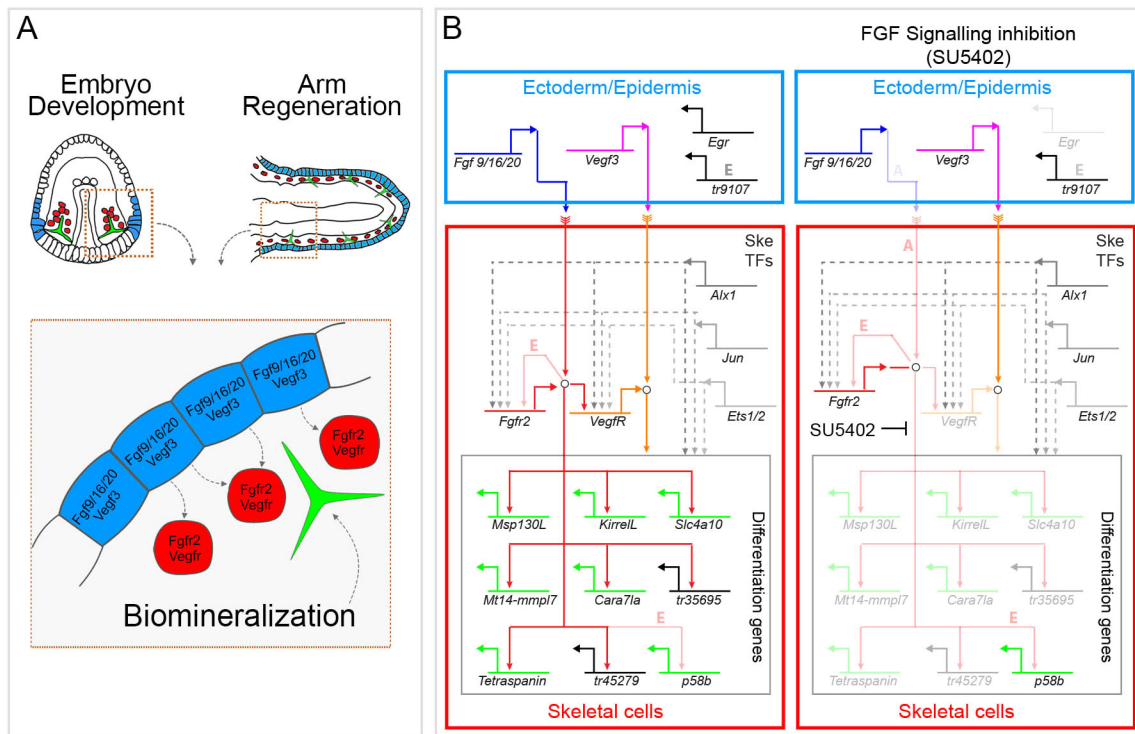 A
Embryo
Development
Arm
Regeneration
Fgf9/16/20
Vegf3
Fgf9/16/20
Vegf3
Fgf9/16/20
Vegf3
Fgf9/16/20
Vegf3
Fgfr2
Vegfr
Fgfr2
Vegfr
Fgfr2
Vegfr
Biomineralization
B
Ectoderm/Epidermis
Fgf 9/16/20
Vegf3
Egr
E
tr9107
Ske
TFs
Alx1
Jun
Ets1/2
E
Fgfr2
VegfR
Msp130L
KirrelL
Slc4a10
Mt14-mmpl7
Cara7la
tr35695
E
Tetraspanin
tr45279
p58b
Differentiation genes
Skeletal cells
FGF Signalling inhibition
(SU5402)
Ectoderm/Epidermis
Fgf 9/16/20
A
Vegf3
Egr
E
tr9107
A
Ske
TFs
Alx1
Jun
Ets1/2
E
Fgfr2
VegfR
SU5402
Msp130L
KirrelL
Slc4a10
Mt14-mmpl7
Cara7la
tr35695
E
Tetraspanin
tr45279
p58b
Differentiation genes
Skeletal cells